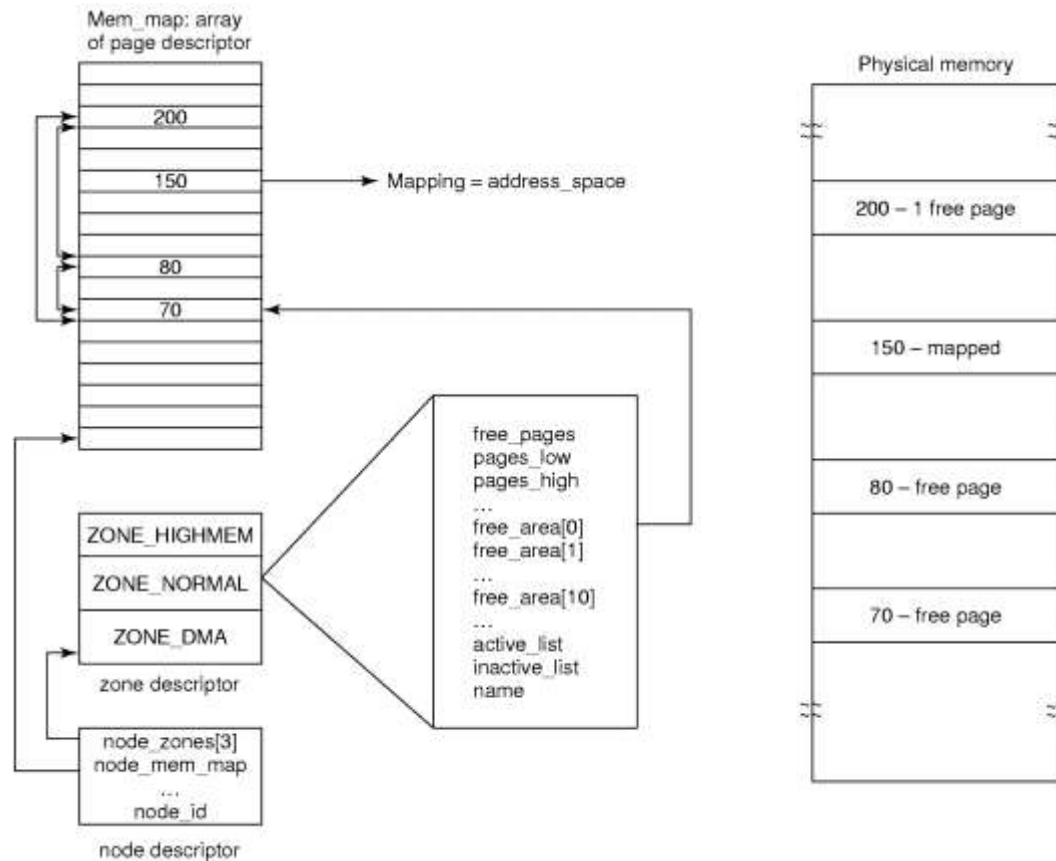 Mem_map: array
of page descriptor
200
150
Mapping = address_space
80
70
free_pages
pages_low
pages_high
...
free_area[0]
free_area[1]
...
free_area[10]
...
active_list
inactive_list
name
ZONE_HIGHMEM
ZONE_NORMAL
ZONE_DMA
zone descriptor
node_zones[3]
node_mem_map
...
node_id
node descriptor
Physical memory
200 – 1 free page
150 – mapped
80 – free page
70 – free page